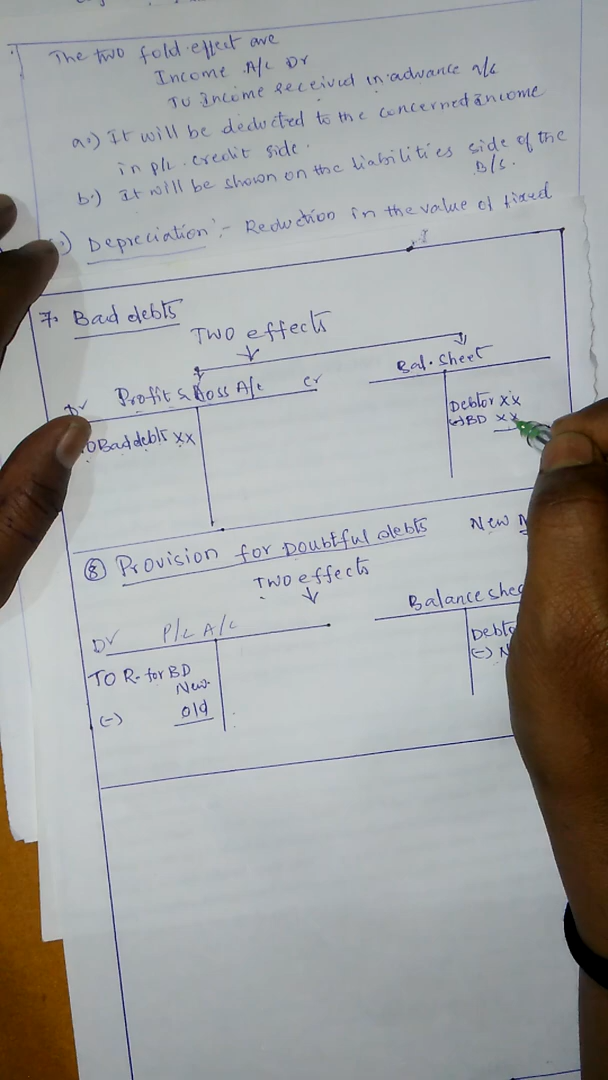 The two fold effect are
Income A/c Dr
To Income received in advance A/c
a.) It will be deducted to the concerned income
in P/L credit side.
b.) It will be shown on the liabilities side of the
B/S.
.) Depreciation :- Reduction in the value of fixed
7. Bad debts
Two effects
Dr Profit & Loss A/c Cr
Bal. Sheet
To Bad debts xx
Debtor xx
(-) BD xx
8 Provision for Doubtful debts New
Two effects
Dr P/L A/c
Balance shee
To R. for BD
New
(-) old
Debto
(-) N